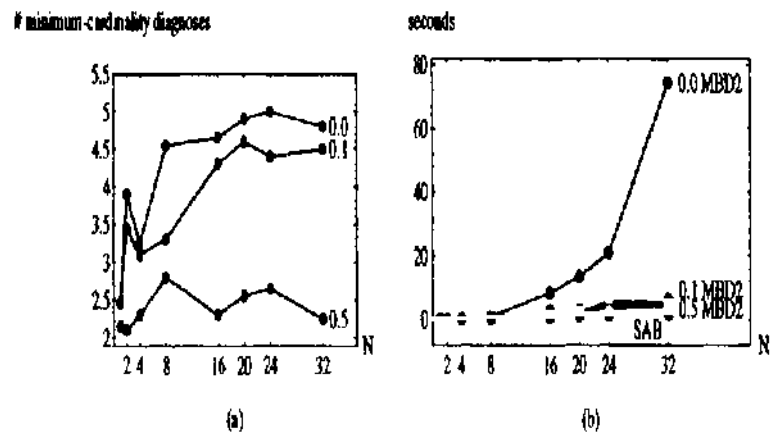 # minimum-cardinality diagnoses
5.5
5
4.5
4
3.5
3
2.5
2
0.0
0.1
0.5
2 4 8 16 20 24 32
N
(a)
seconds
80
60
40
20
0
0.0 MBD2
0.1 MBD2
0.5 MBD2
SAB
2 4 8 16 20 24 32
N
(b)